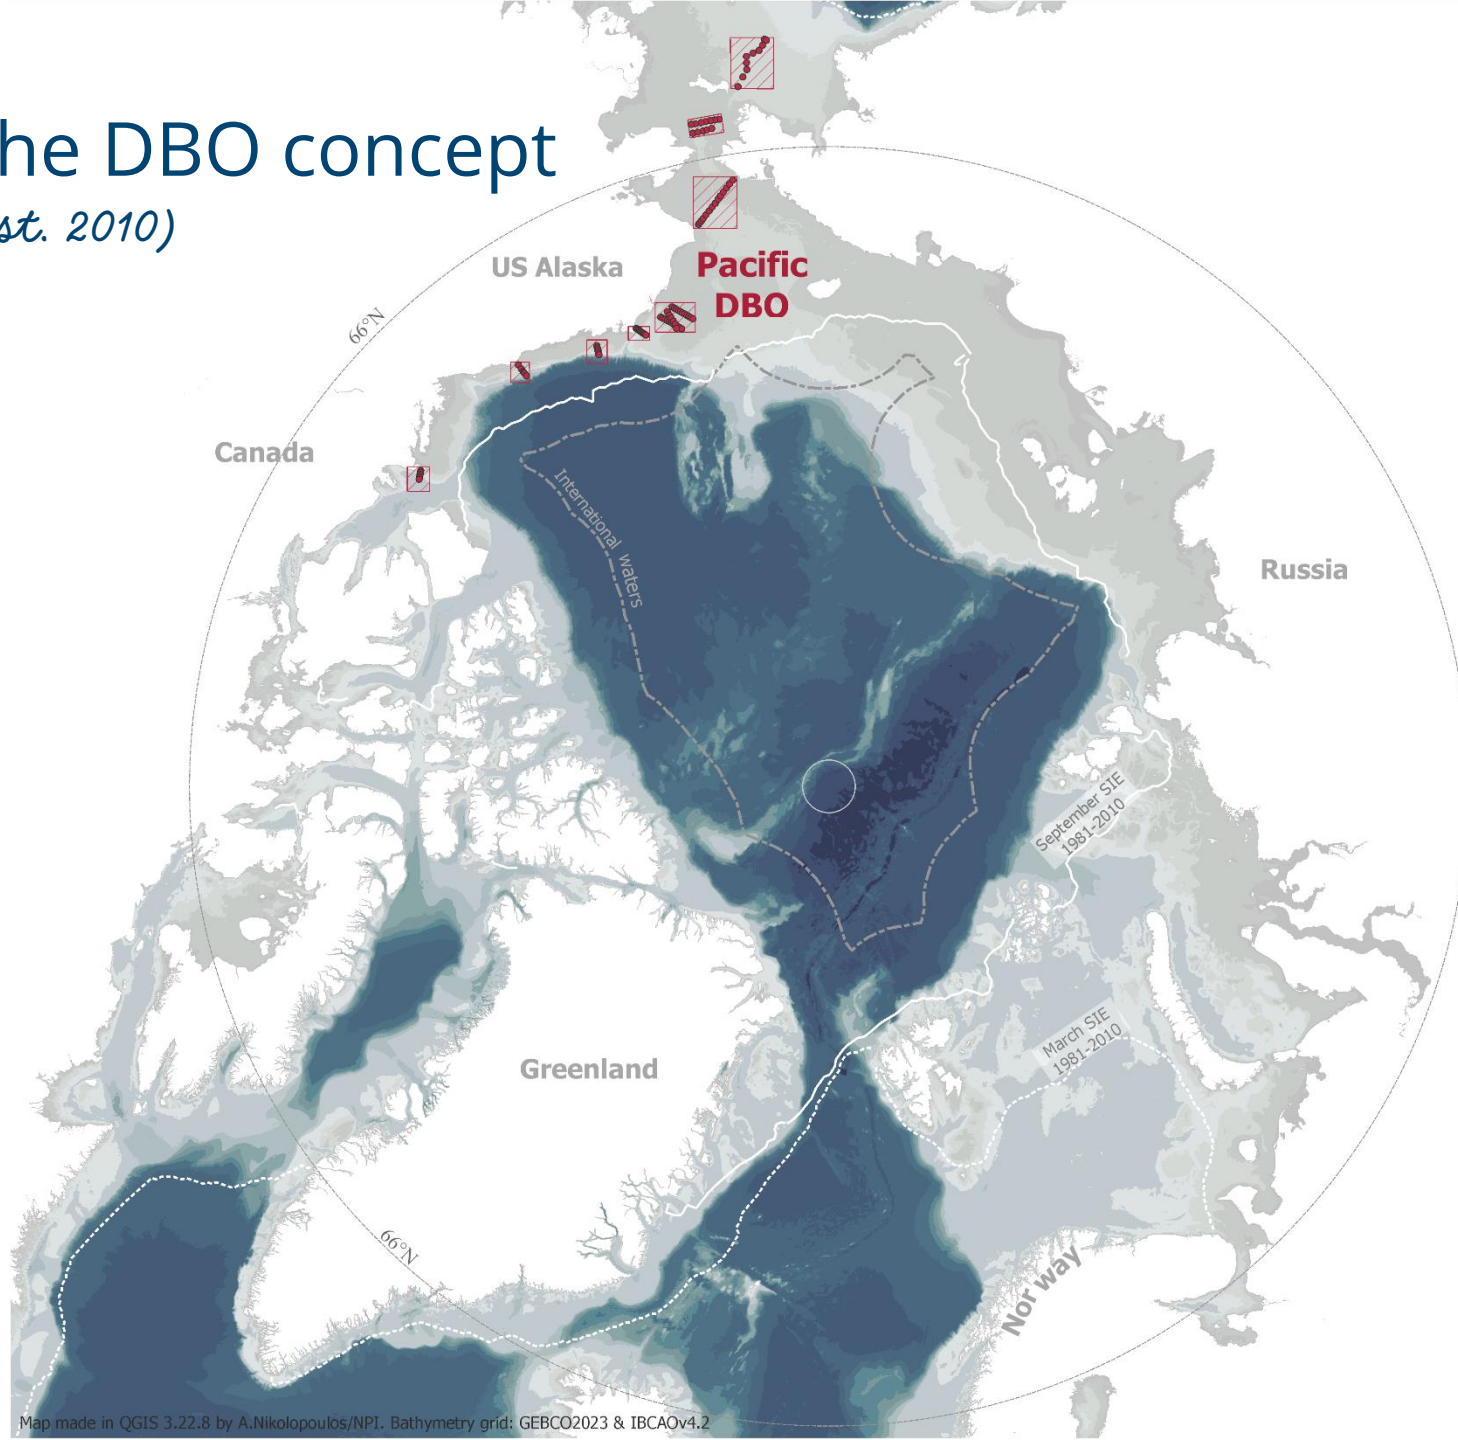 he DBO concept
st. 2010)
US Alaska
Pacific
DBO
66°N
Canada
International waters
Russia
September SIE
1981-2010
March SIE
1981-2010
Greenland
66°N
Nor way
Map made in QGIS 3.22.8 by A.Nikolopoulos/NPI. Bathymetry grid: GEBCO2023 & IBCAOv4.2